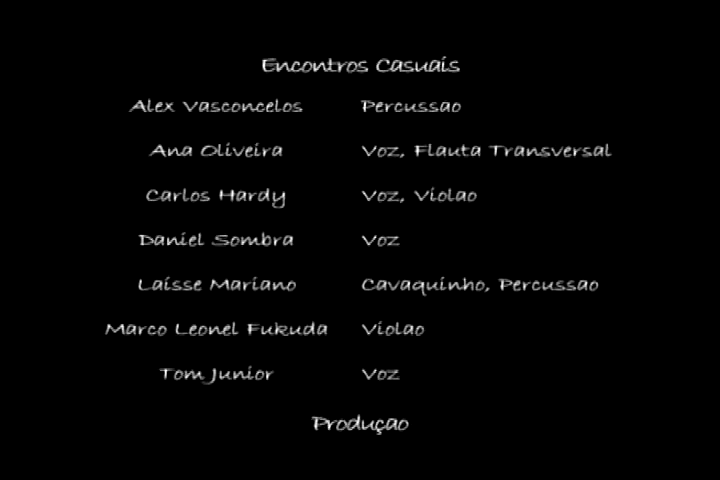 Encontros Casuais
Alex Vasconcelos Percussao
Ana Oliveira Voz, Flauta Transversal
Carlos Hardy Voz, Violao
Daniel Sombra Voz
Laisse Mariano Cavaquinho, Percussao
Marco Leonel Fukuda Violao
Tom Junior Voz
Produçao